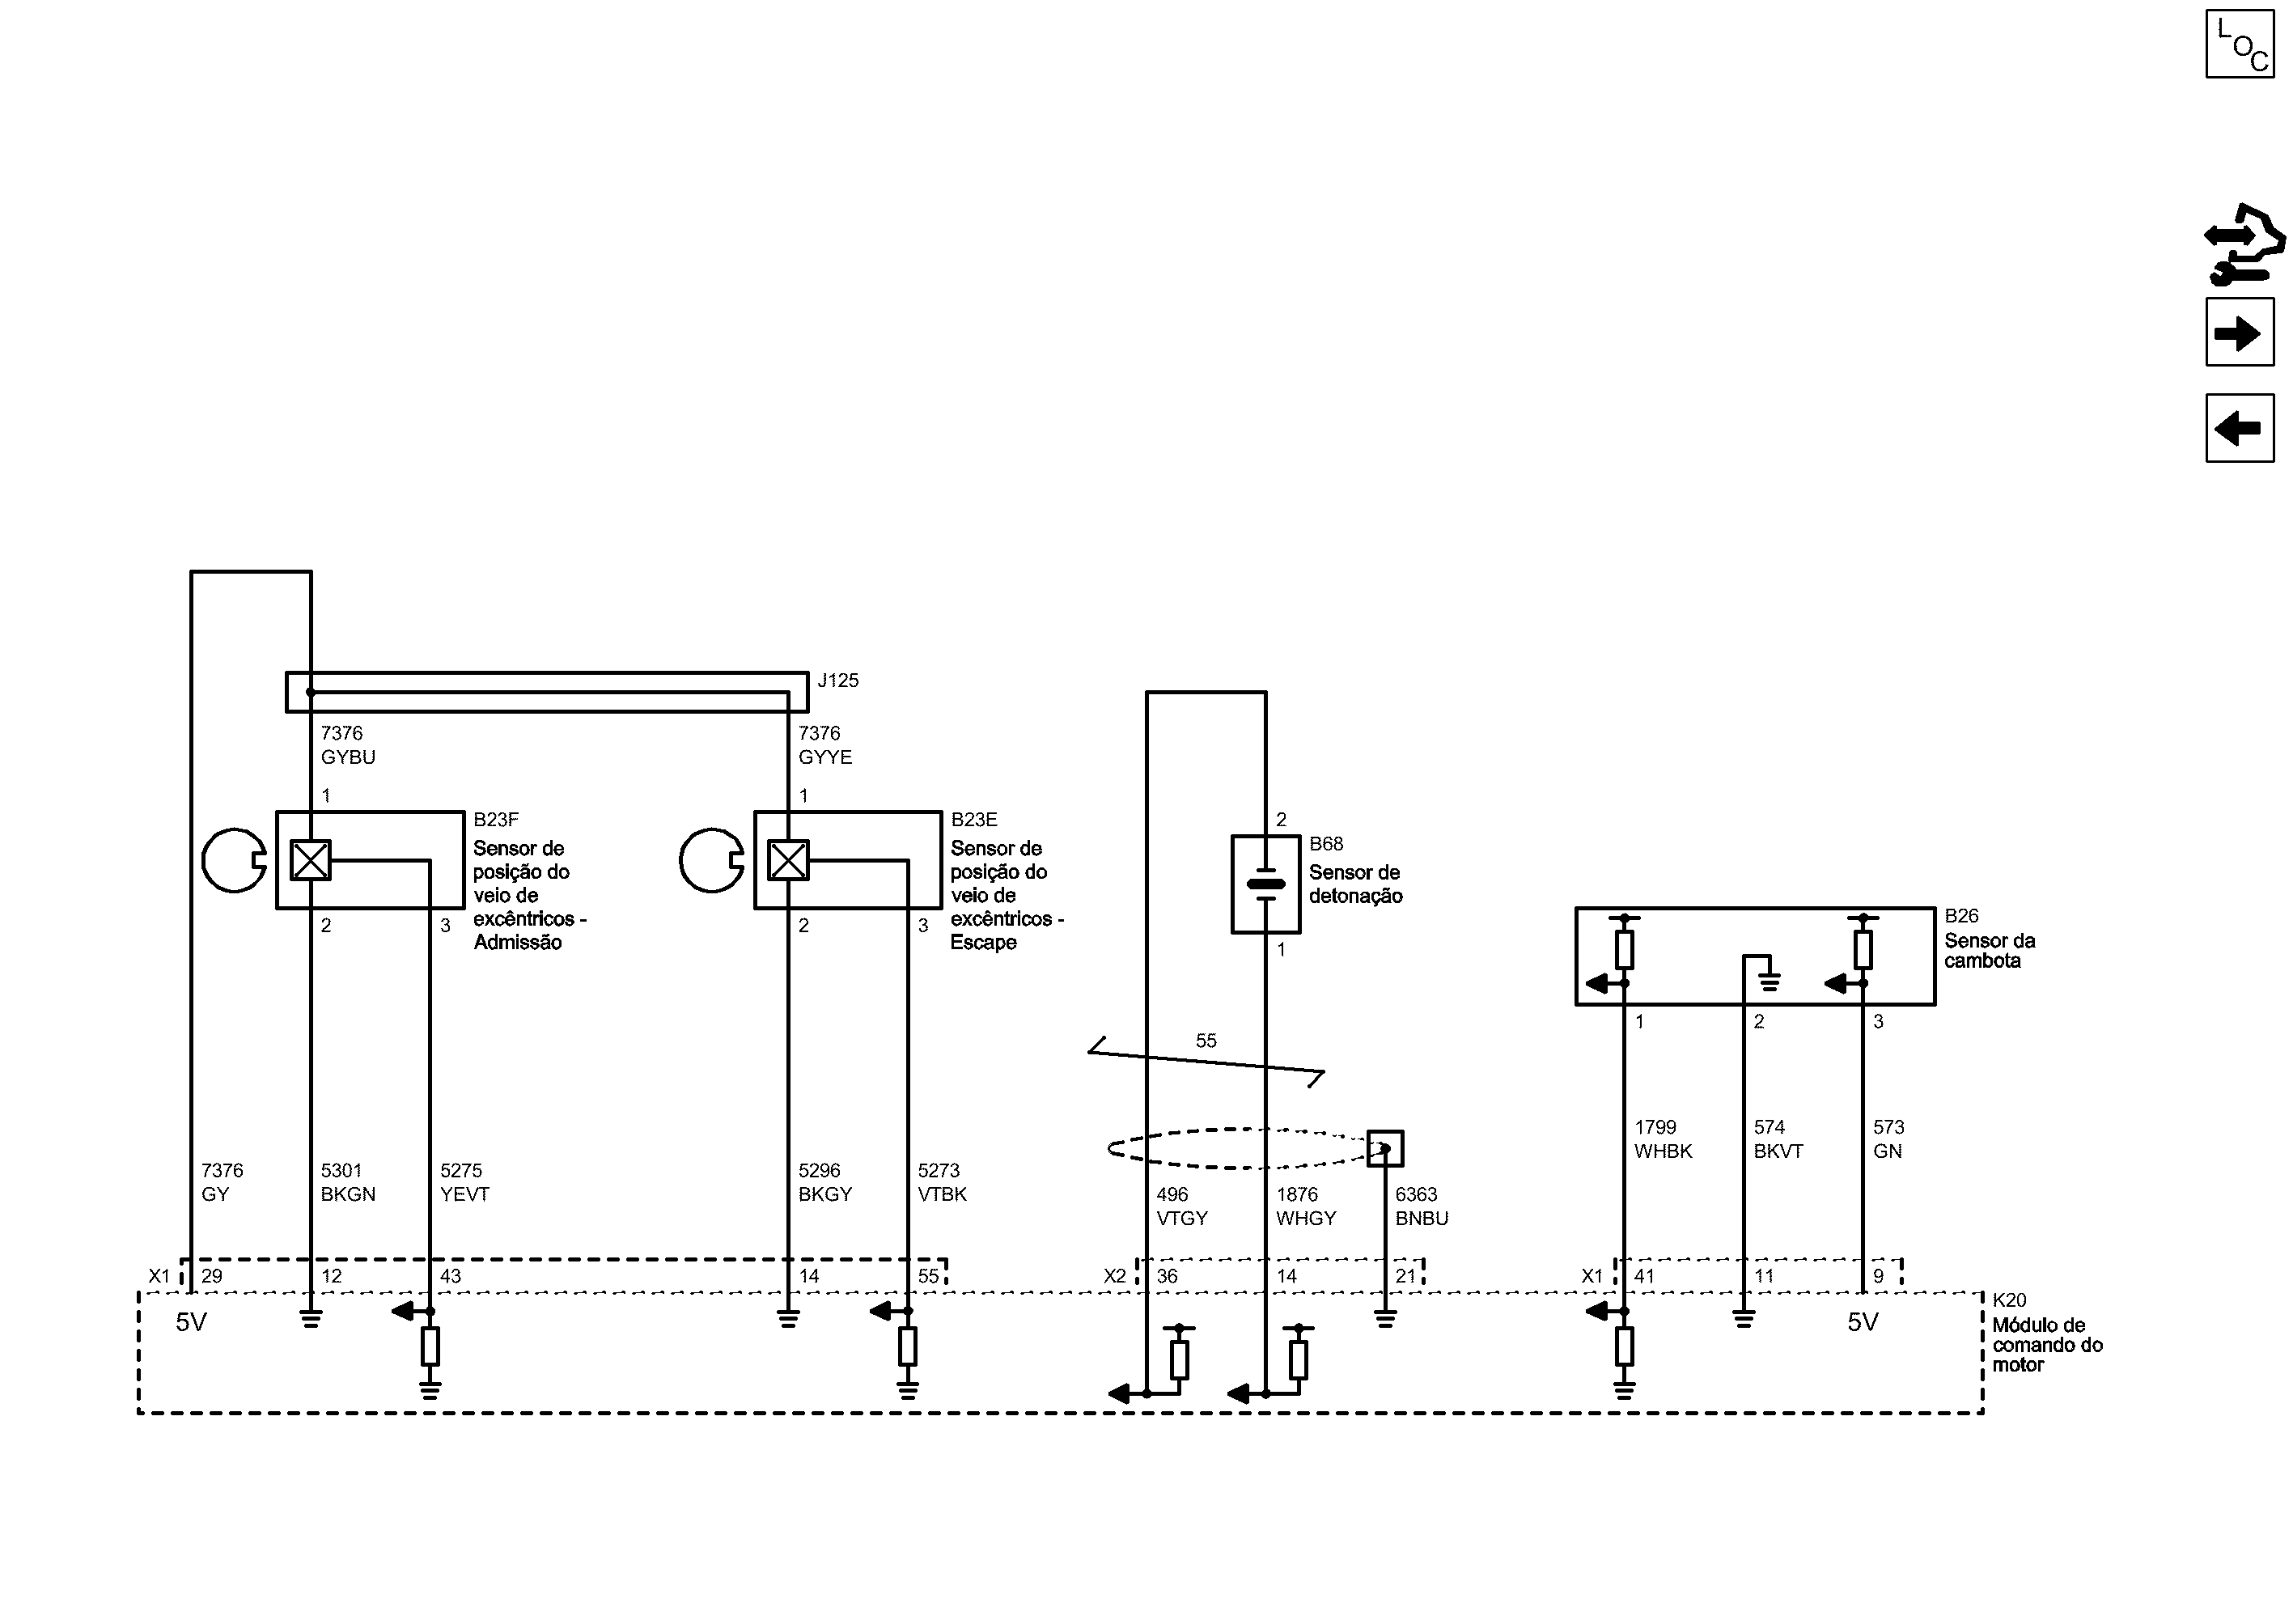 LOC
J125
7376
GYBU
7376
GYYE
1
B23F
Sensor de
posição do
veio de
excêntricos -
Admissão
2
3
1
B23E
Sensor de
posição do
veio de
excêntricos -
Escape
2
3
2
B68
Sensor de
detonação
1
B26
Sensor da
cambota
1
2
3
55
7376
GY
5301
BKGN
5275
YEVT
5296
BKGY
5273
VTBK
496
VTGY
1876
WHGY
6363
BNBU
1799
WHBK
574
BKVT
573
GN
X1
29
12
43
14
55
X2
36
14
21
X1
41
11
9
5V
5V
K20
Módulo de
comando do
motor